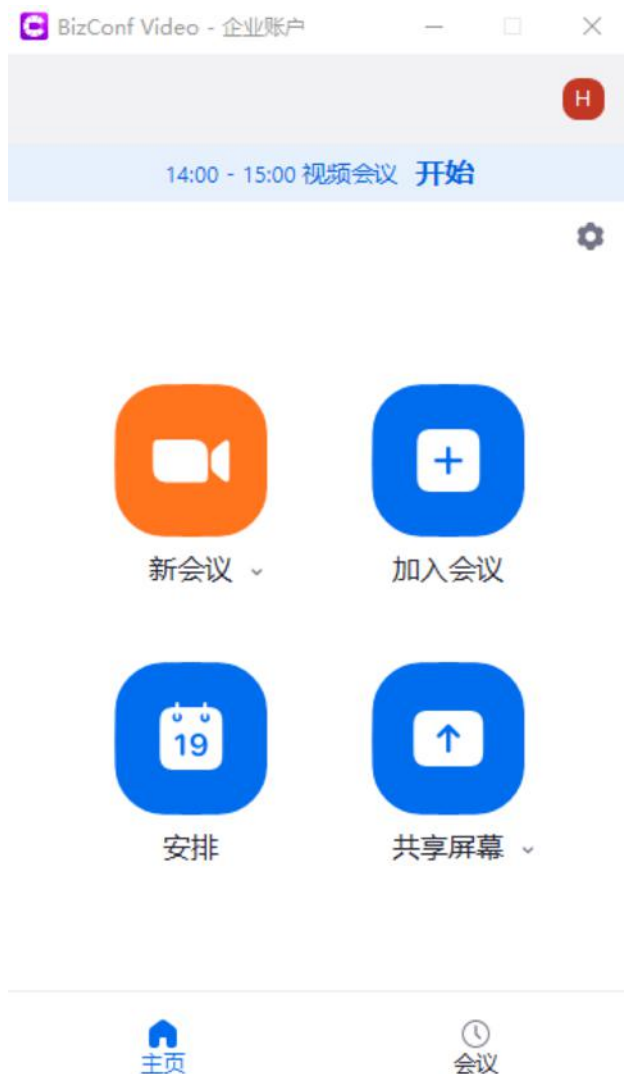 BizConf Video - 企业账户
H
14:00 - 15:00 视频会议 开始
新会议
加入会议
19
安排
共享屏幕
主页
会议